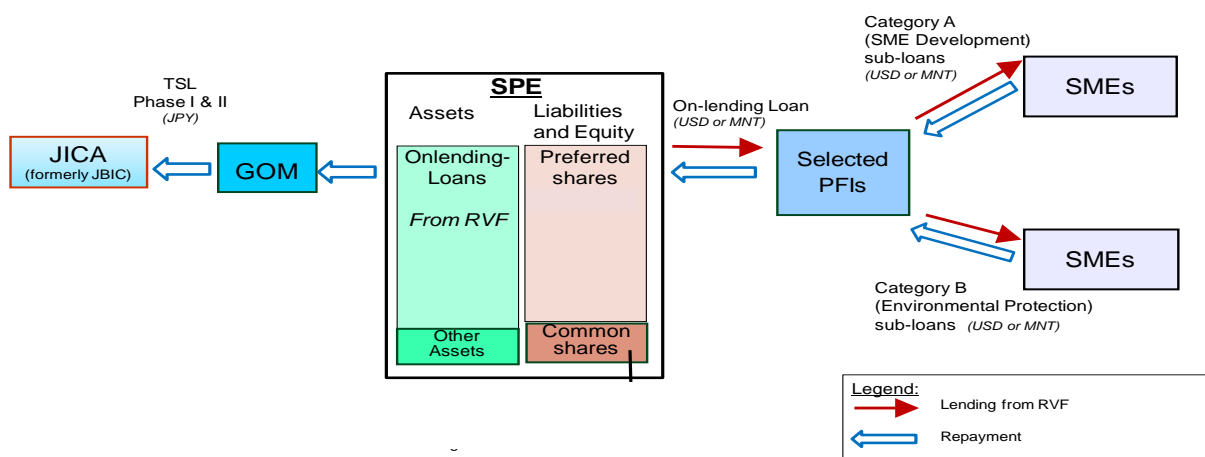 TSL
Phase I & II
(JPY)
JICA
(formerly JBIC)
GOM
SPE
Assets
Liabilities
and Equity
Onlending-
Loans
From RVF
Preferred
shares
Other
Assets
Common
shares
On-lending Loan
(USD or MNT)
Selected
PFIs
Category A
(SME Development)
sub-loans
(USD or MNT)
SMEs
SMEs
Category B
(Environmental Protection)
sub-loans (USD or MNT)
Legend:
Lending from RVF
Repayment